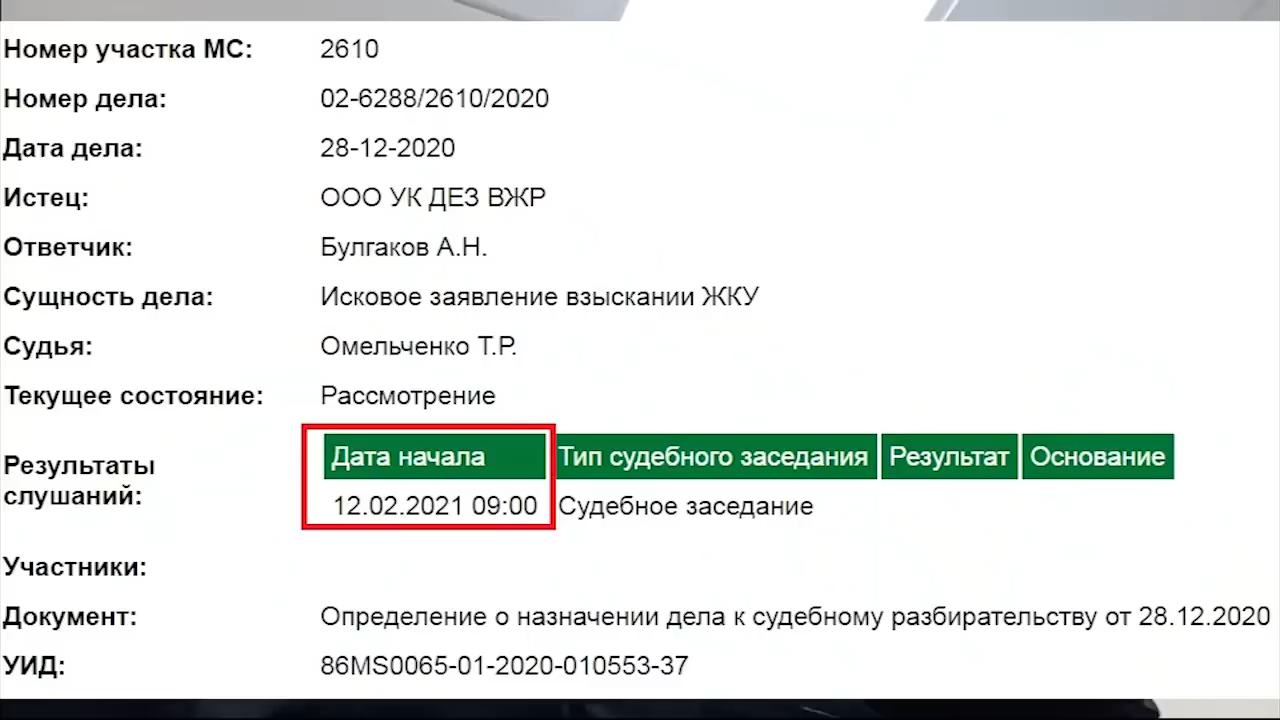 Номер участка МС: 2610
Номер дела: 02-6288/2610/2020
Дата дела: 28-12-2020
Истец: ООО УК ДЕЗ ВЖР
Ответчик: Булгаков А.Н.
Сущность дела: Исковое заявление взыскании ЖКУ
Судья: Омельченко Т.Р.
Текущее состояние: Рассмотрение
Результаты слушаний:
Дата начала Тип судебного заседания Результат Основание
12.02.2021 09:00 Судебное заседание
Участники:
Документ: Определение о назначении дела к судебному разбирательству от 28.12.2020
УИД: 86MS0065-01-2020-010553-37